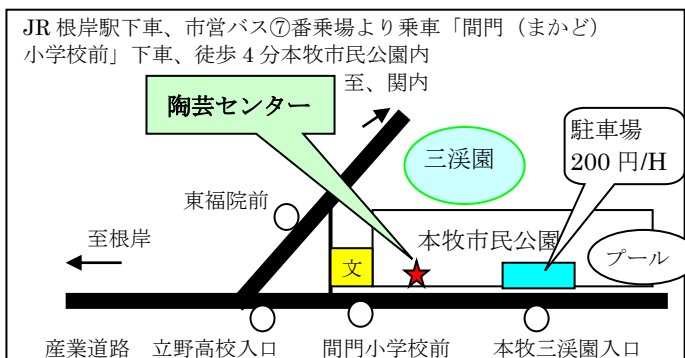 JR 根岸駅下車、市営バス⑦番乗場より乗車「間門（まかど）
小学校前」下車、徒歩 4 分本牧市民公園内
至、関内
陶芸センター
駐車場
200 円/H
三渓園
東福院前
至根岸
本牧市民公園
プール
文
産業道路 立野高校入口 間門小学校前 本牧三渓園入口